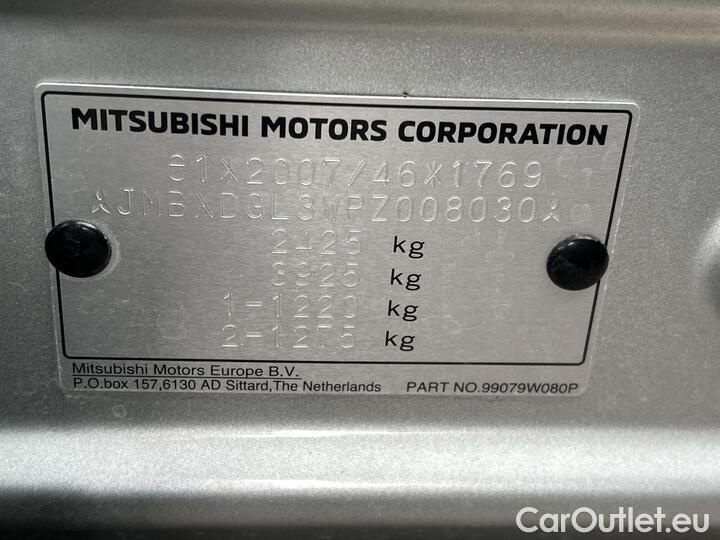 MITSUBISHI MOTORS CORPORATION
e1*2007/46*1769
JMBXDGL3WPZ008030
2425 kg
3925 kg
1-1220 kg
2-1275 kg
Mitsubishi Motors Europe B.V.
P.O.box 157,6130 AD Sittard,The Netherlands PART NO.99079W080P
CarOutlet.eu